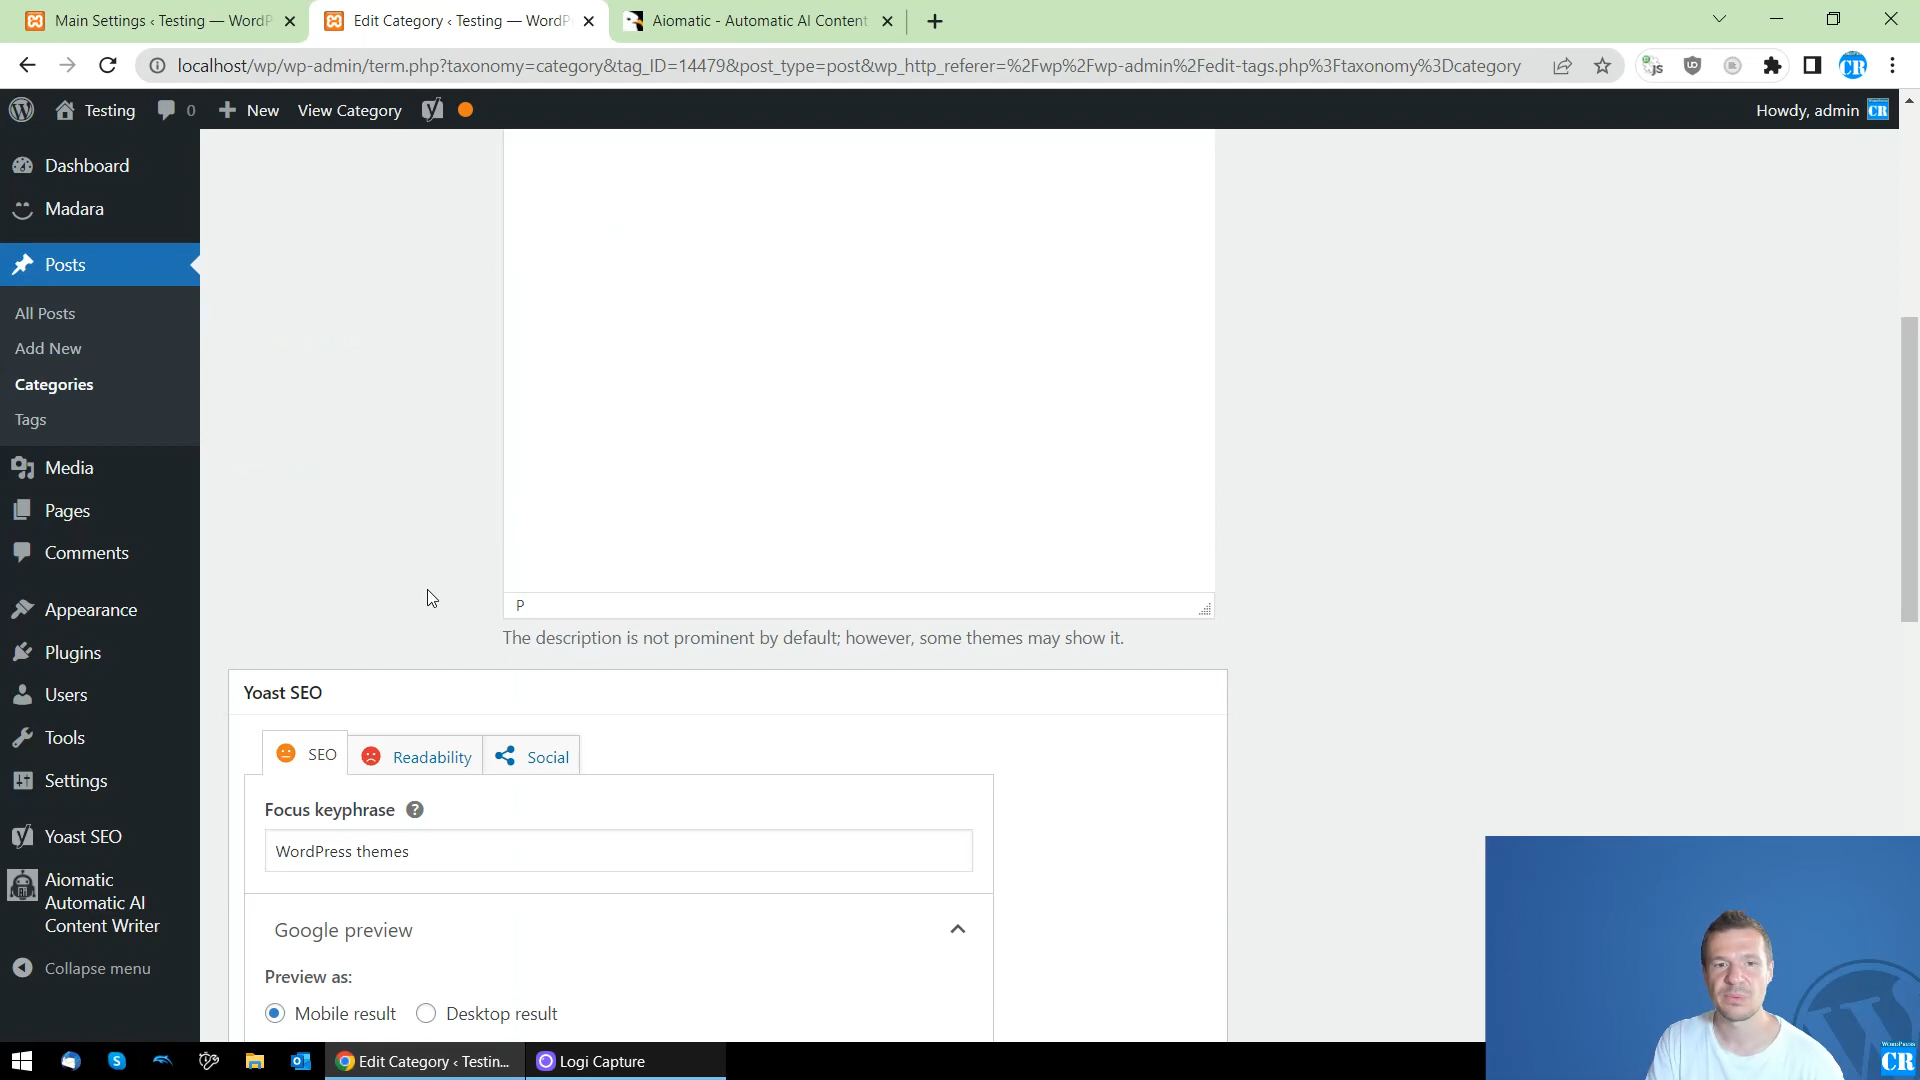 Main Settings ‹ Testing — WordP
Edit Category ‹ Testing — WordP
Aiomatic - Automatic AI Content
localhost/wp/wp-admin/term.php?taxonomy=category&tag_ID=14479&post_type=post&wp_http_referer=%2Fwp%2Fwp-admin%2Fedit-tags.php%3Ftaxonomy%3Dcategory
Testing
0
New
View Category
Howdy, admin
Dashboard
Madara
Posts
All Posts
Add New
Categories
Tags
Media
Pages
Comments
Appearance
Plugins
Users
Tools
Settings
Yoast SEO
Aiomatic
Automatic AI
Content Writer
Collapse menu
P
The description is not prominent by default; however, some themes may show it.
Yoast SEO
SEO
Readability
Social
Focus keyphrase
WordPress themes
Google preview
Preview as:
Mobile result
Desktop result
Edit Category ‹ Testin...
Logi Capture
WORDPRESS
CR